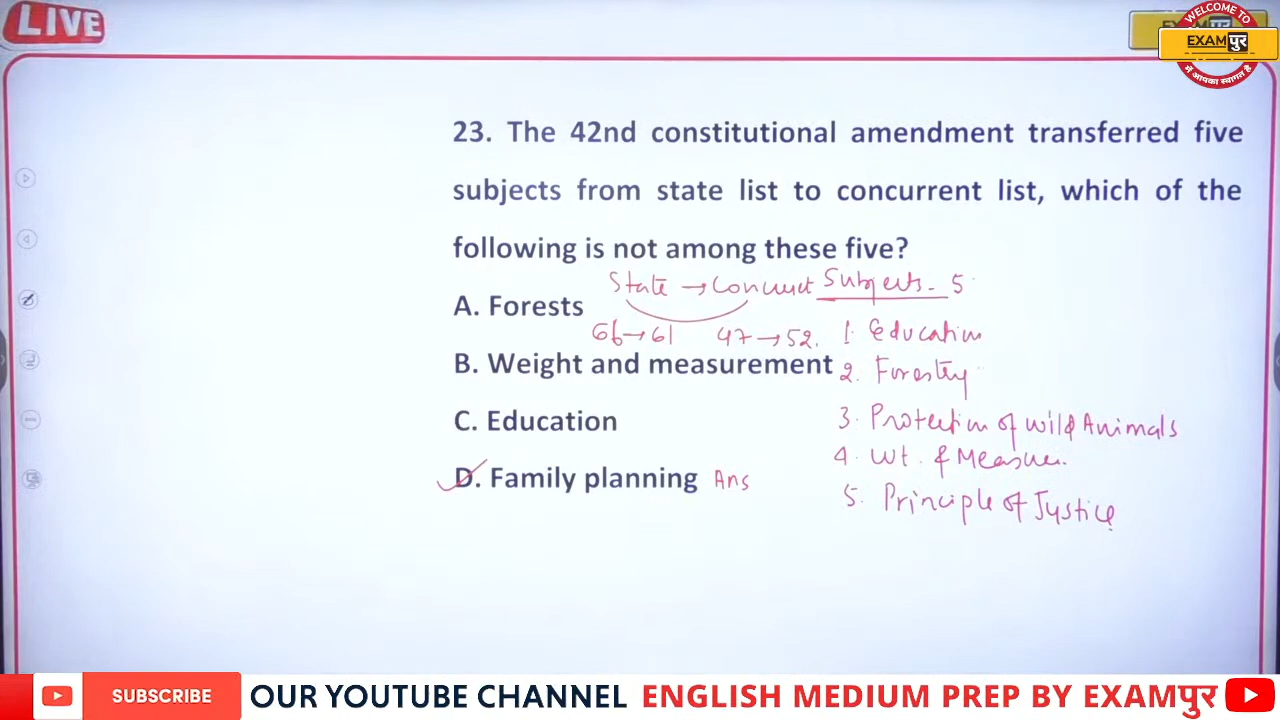 LIVE
WELCOME TO
EXAMपुर
में आपका स्वागत है
23. The 42nd constitutional amendment transferred five
subjects from state list to concurrent list, which of the
following is not among these five?
State → Concurrent Subjects - 5
A. Forests
66→61 47→52. 1. Education
B. Weight and measurement
2. Forestry
C. Education
3. Protection of wild Animals
4. Wt. & Measure.
D. Family planning Ans
5. Principle of Justice
SUBSCRIBE
OUR YOUTUBE CHANNEL ENGLISH MEDIUM PREP BY EXAMपुर